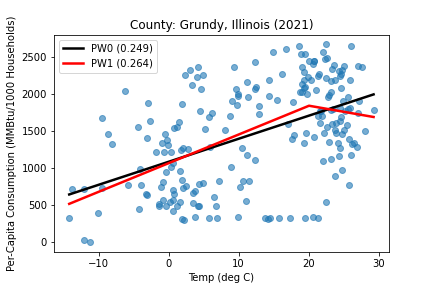 County: Grundy, Illinois (2021)
PW0 (0.249)
PW1 (0.264)
Per-Capita Consumption (MMBtu/1000 Households)
2500
2000
1500
1000
500
0
−10
0
10
20
30
Temp (deg C)